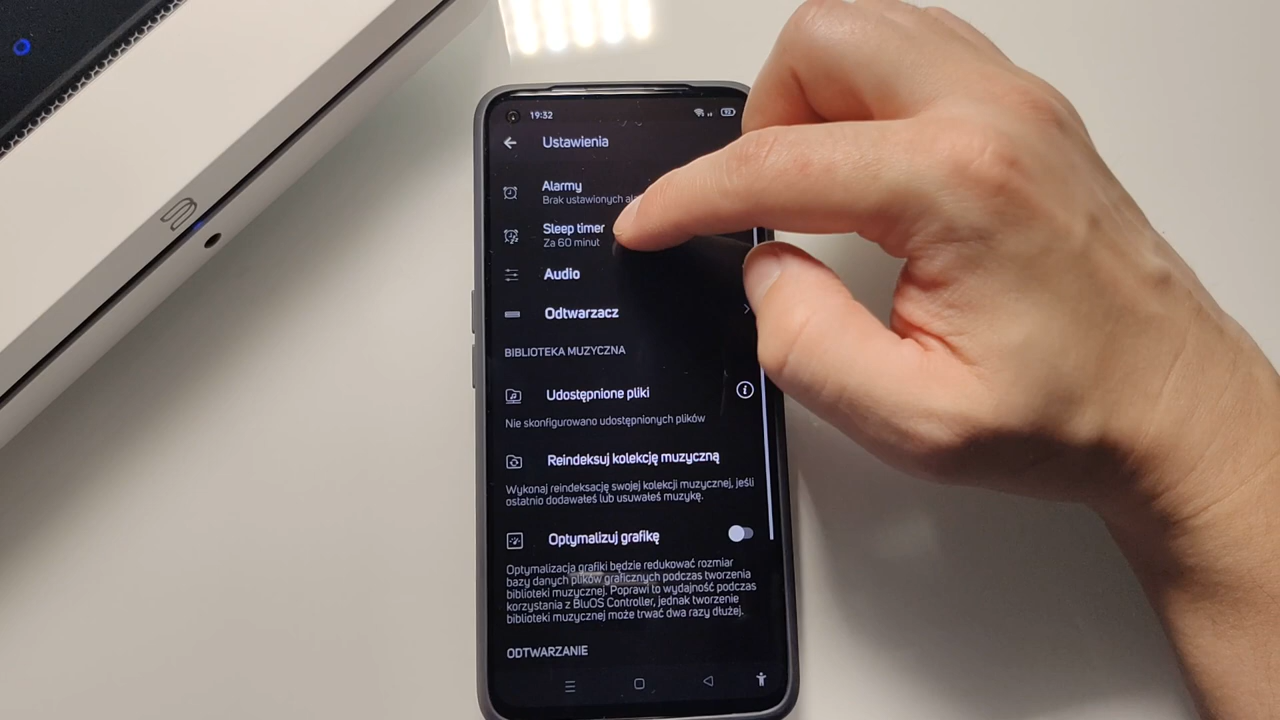 19:32
92
Ustawienia
Alarmy
Brak ustawionych
Sleep timer
Za 60 minut
Audio
Odtwarzacz
BIBLIOTEKA MUZYCZNA
Udostępnione pliki
Nie skonfigurowano udostępnionych plików
Reindeksuj kolekcję muzyczną
Wykonaj reindeksację swojej kolekcji muzycznej, jeśli
ostatnio dodawałeś lub usuwałeś muzykę.
Optymalizuj grafikę
Optymalizacja grafiki będzie redukować rozmiar
bazy danych plików graficznych podczas tworzenia
biblioteki muzycznej. Poprawi to wydajność podczas
korzystania z BluOS Controller, jednak tworzenie
biblioteki muzycznej może trwać dwa razy dłużej.
ODTWARZANIE